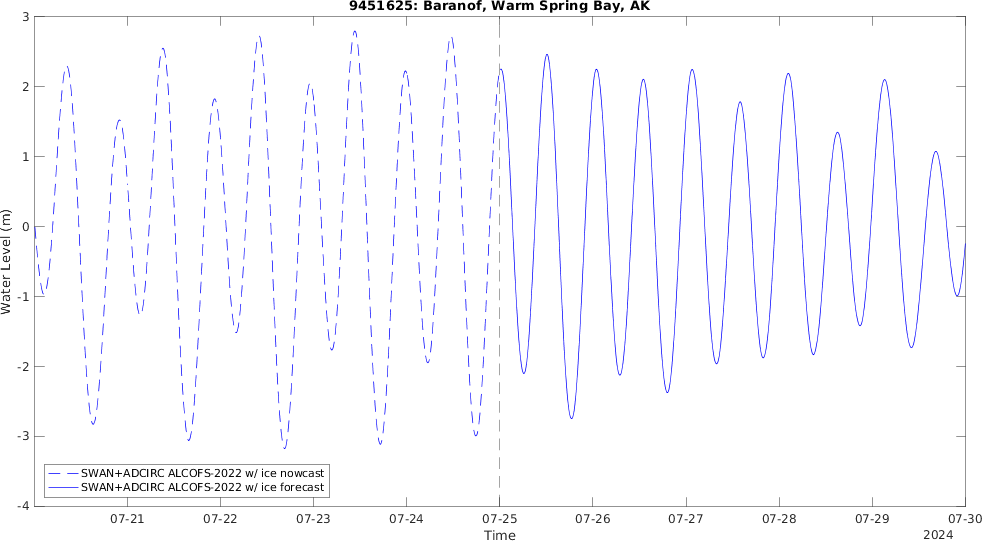 9451625: Baranof, Warm Spring Bay, AK
3
2
1
0
-1
-2
-3
-4
Water Level (m)
SWAN+ADCIRC ALCOFS-2022 w/ ice nowcast
SWAN+ADCIRC ALCOFS-2022 w/ ice forecast
07-21 07-22 07-23 07-24 07-25 07-26 07-27 07-28 07-29 07-30
Time
2024